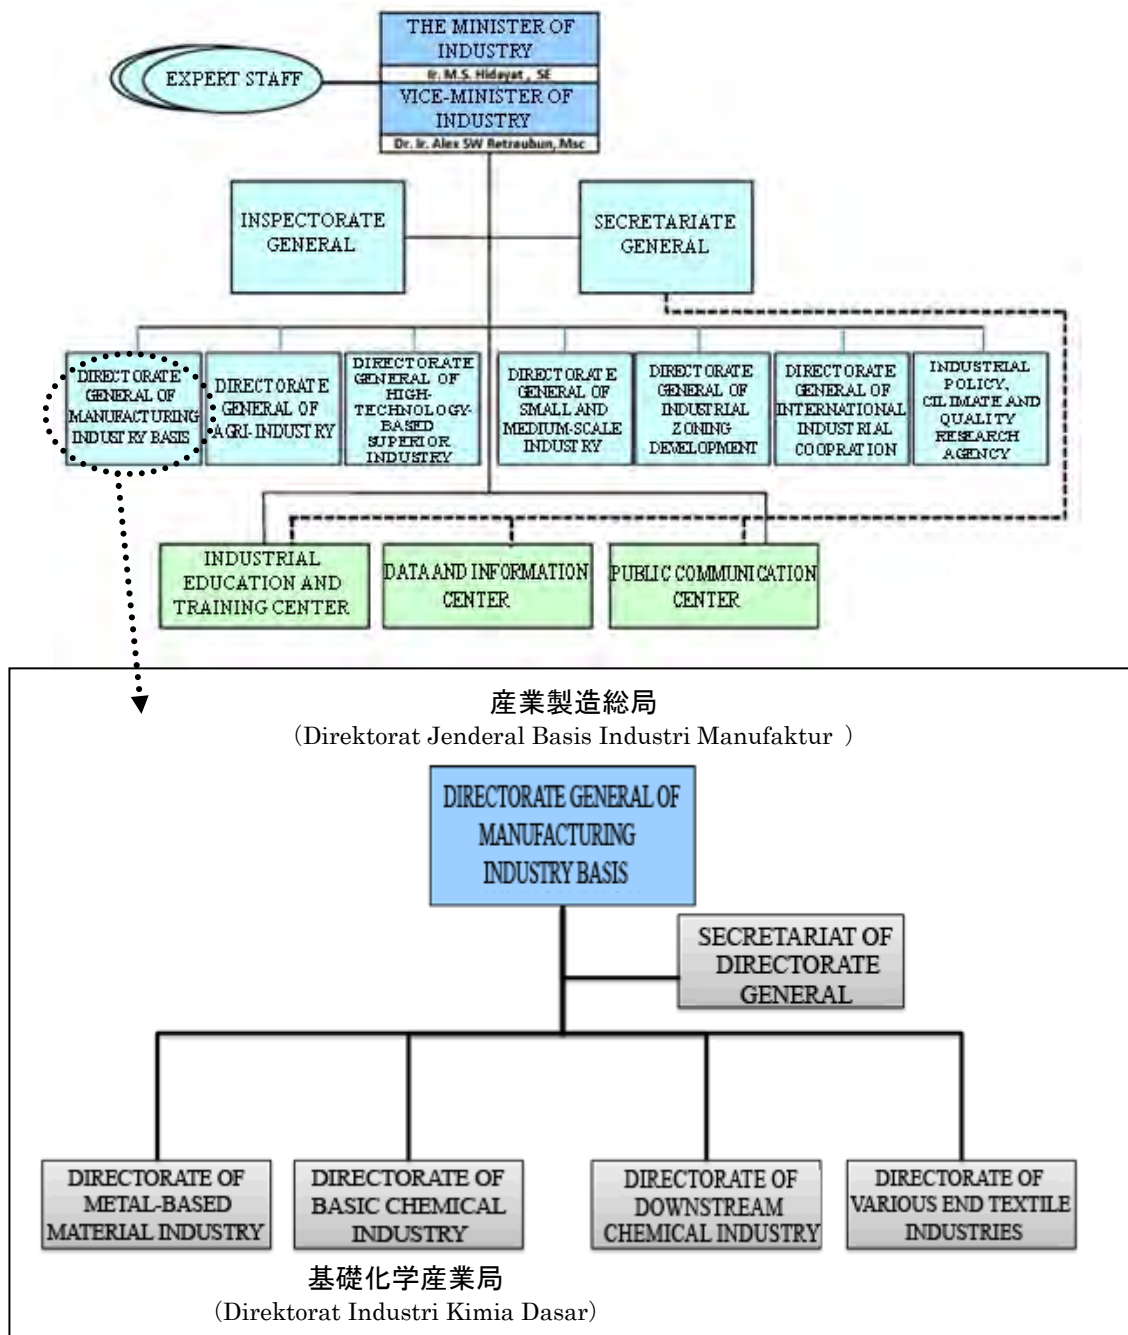 THE MINISTER OF
INDUSTRY
Ir. M.S. Hidayat , SE
VICE-MINISTER OF
INDUSTRY
Dr. Ir. Alex SW Retraubun, Msc
EXPERT STAFF
INSPECTORATE
GENERAL
SECRETARIATE
GENERAL
DIRECTORATE
GENERAL OF
MANUFACTURING
INDUSTRY BASIS
DIRECTORATE
GENERAL OF
AGRI-INDUSTRY
DIRECTORATE
GENERAL OF
HIGH-
TECHNOLOGY-
BASED
SUPERIOR
INDUSTRY
DIRECTORATE
GENERAL OF
SMALL AND
MEDIUM-SCALE
INDUSTRY
DIRECTORATE
GENERAL OF
INDUSTRIAL
ZONING
DEVELOPMENT
DIRECTORATE
GENERAL OF
INTERNATIONAL
INDUSTRIAL
COOPRATION
INDUSTRIAL
POLICY,
CILIMATE AND
QUALITY
RESEARCH
AGENCY
INDUSTRIAL
EDUCATION AND
TRAINING CENTER
DATA AND INFORMATION
CENTER
PUBLIC COMMUNICATION
CENTER
産業製造総局
(Direktorat Jenderal Basis Industri Manufaktur )
DIRECTORATE GENERAL OF
MANUFACTURING
INDUSTRY BASIS
SECRETARIAT OF
DIRECTORATE
GENERAL
DIRECTORATE OF
METAL-BASED
MATERIAL INDUSTRY
DIRECTORATE OF
BASIC CHEMICAL
INDUSTRY
DIRECTORATE OF
DOWNSTREAM
CHEMICAL INDUSTRY
DIRECTORATE OF
VARIOUS END TEXTILE
INDUSTRIES
基礎化学産業局
(Direktorat Industri Kimia Dasar)